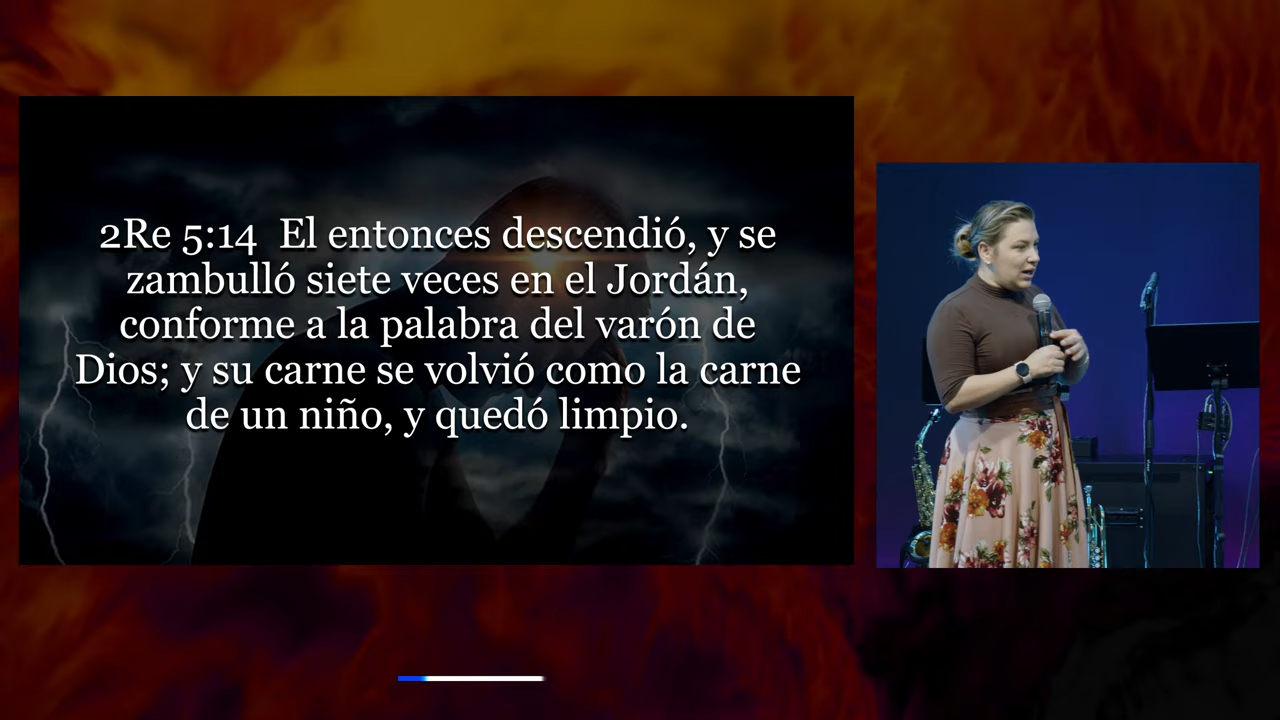 2Re 5:14  El entonces descendió, y se
zambulló siete veces en el Jordán,
conforme a la palabra del varón de
Dios; y su carne se volvió como la carne
de un niño, y quedó limpio.